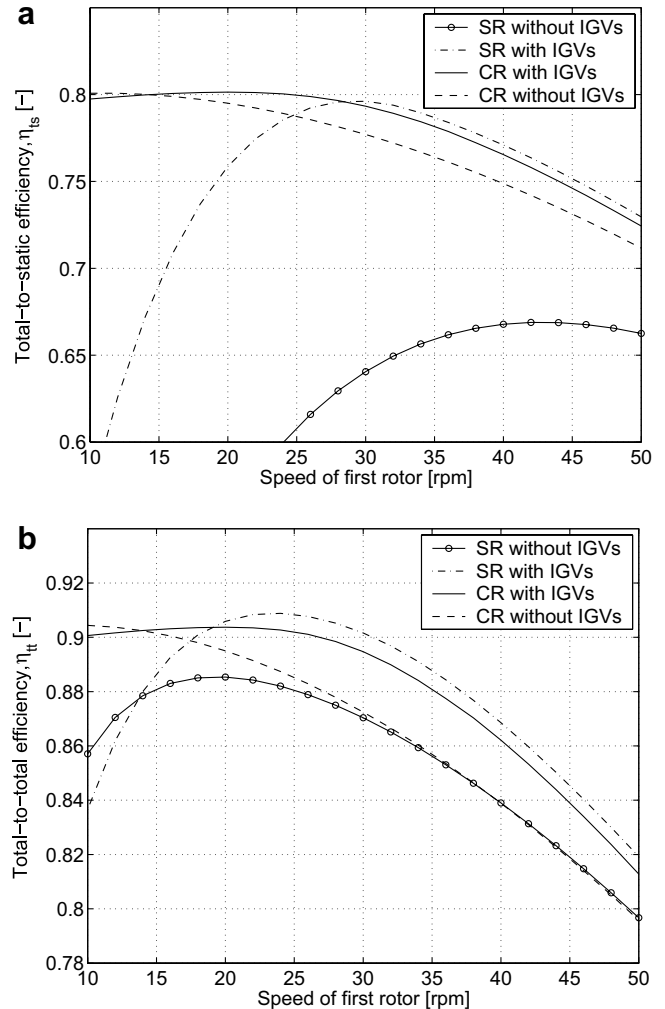 a
SR without IGVs
SR with IGVs
CR with IGVs
CR without IGVs
Total−to−static efficiency, η_ts [−]
0.8
0.75
0.7
0.65
0.6
10 15 20 25 30 35 40 45 50
Speed of first rotor [rpm]
b
SR without IGVs
SR with IGVs
CR with IGVs
CR without IGVs
Total−to−total efficiency, η_tt [−]
0.92
0.9
0.88
0.86
0.84
0.82
0.8
0.78
10 15 20 25 30 35 40 45 50
Speed of first rotor [rpm]